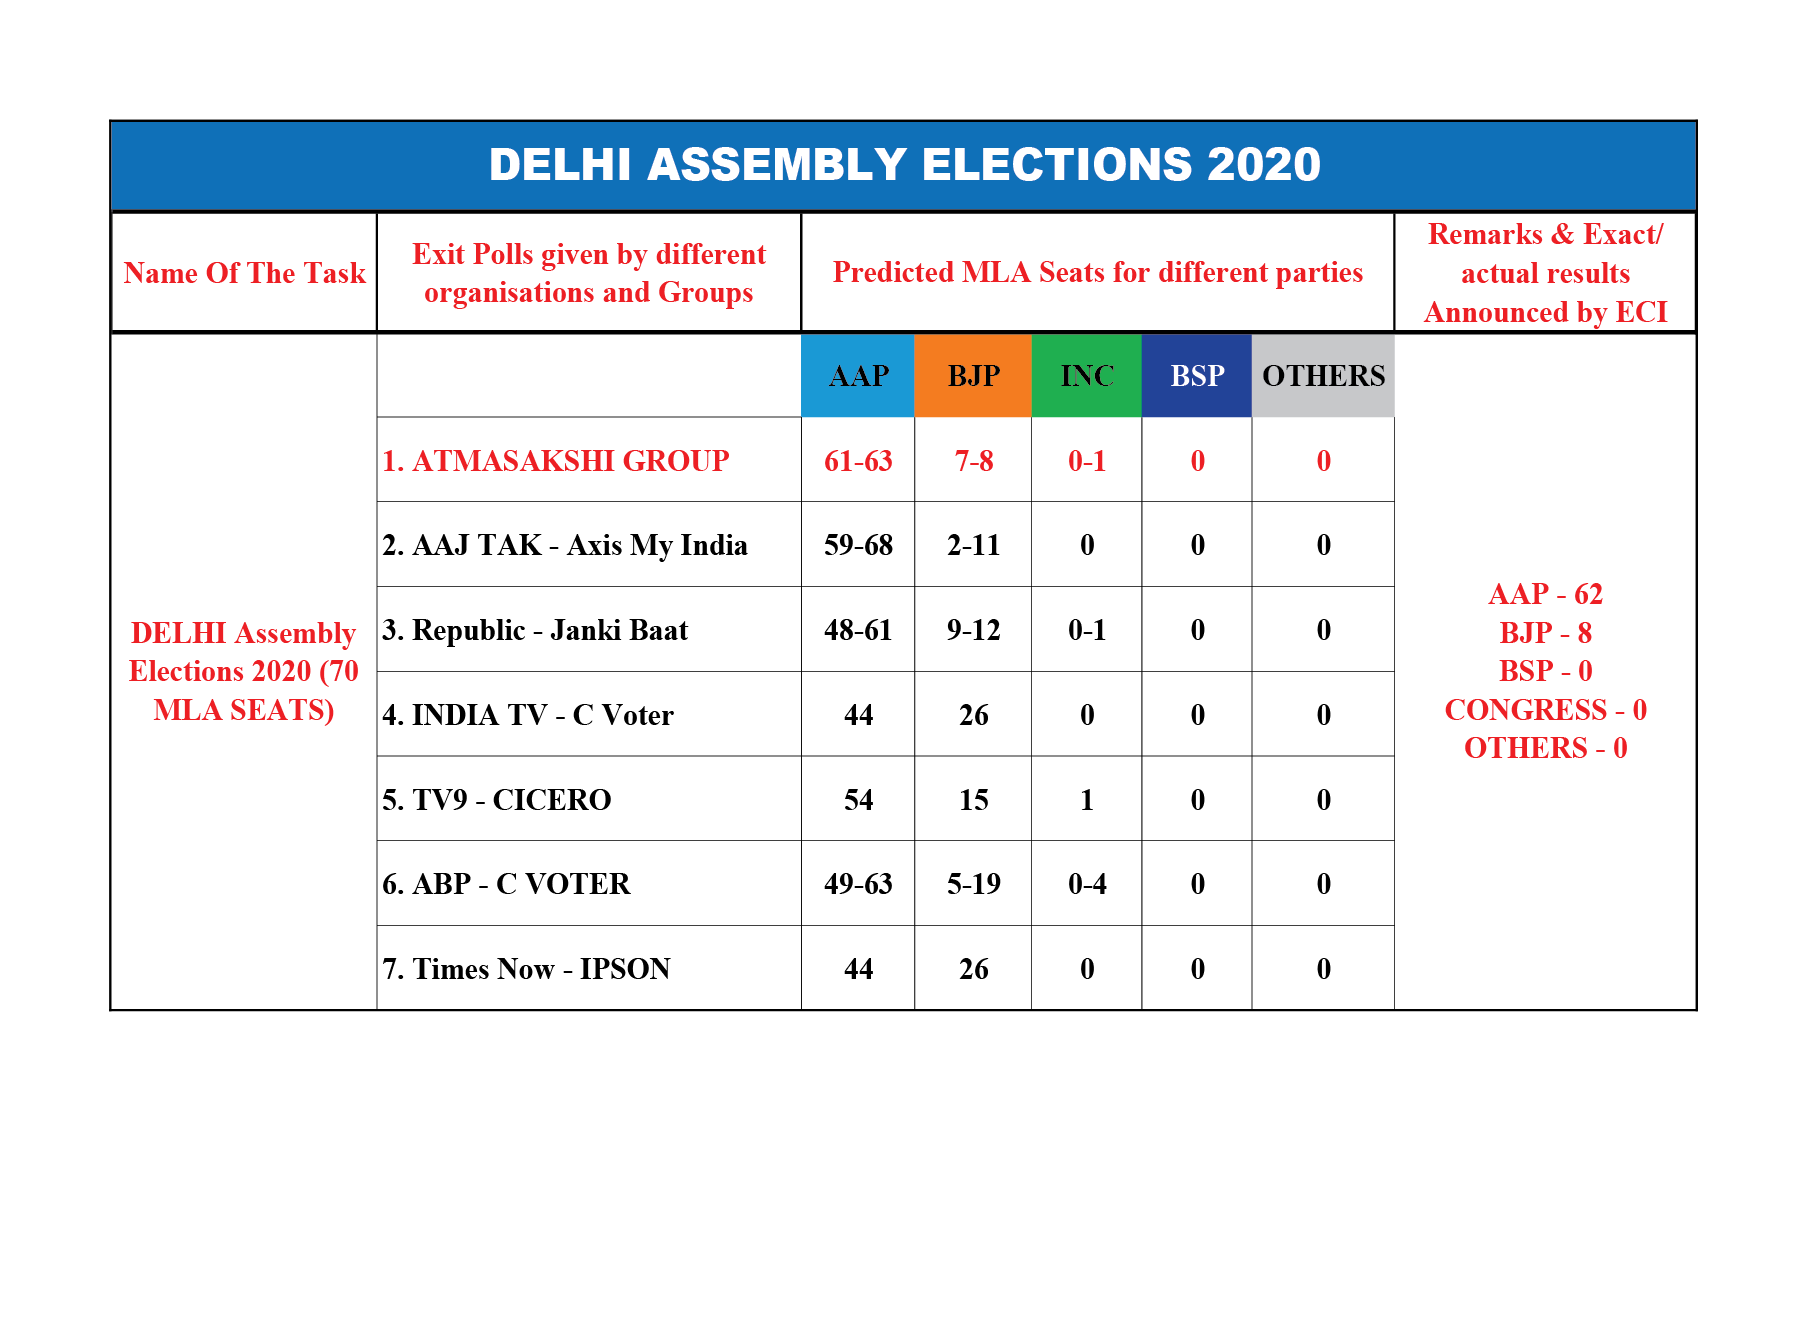 DELHI ASSEMBLY ELECTIONS 2020
Name Of The Task
Exit Polls given by different
organisations and Groups
Predicted MLA Seats for different parties
Remarks & Exact/
actual results
Announced by ECI
AAP BJP INC BSP OTHERS
1. ATMASAKSHI GROUP 61-63 7-8 0-1 0 0
2. AAJ TAK - Axis My India 59-68 2-11 0 0 0
3. Republic - Janki Baat 48-61 9-12 0-1 0 0
4. INDIA TV - C Voter 44 26 0 0 0
5. TV9 - CICERO 54 15 1 0 0
6. ABP - C VOTER 49-63 5-19 0-4 0 0
7. Times Now - IPSON 44 26 0 0 0
DELHI Assembly
Elections 2020 (70
MLA SEATS)
AAP - 62
BJP - 8
BSP - 0
CONGRESS - 0
OTHERS - 0